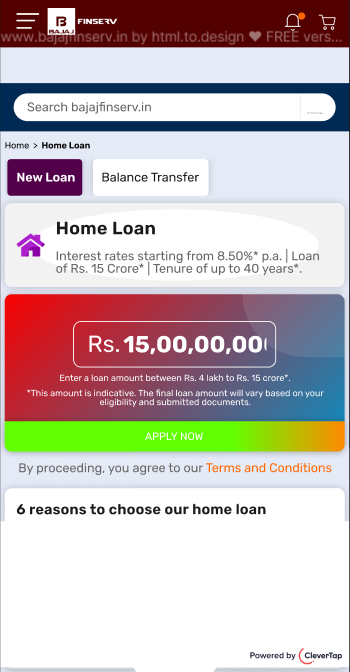 B
BAJAJ
FINSERV
www.bajajfinserv.in by html.to.design ❤ FREE vers...
Search bajajfinserv.in
Home > Home Loan
New Loan
Balance Transfer
Home Loan
Interest rates starting from 8.50%* p.a. | Loan
of Rs. 15 Crore* | Tenure of up to 40 years*.
Rs. 15,00,00,00
Enter a loan amount between Rs. 4 lakh to Rs. 15 crore*.
*This amount is indicative. The final loan amount will vary based on your
eligibility and submitted documents.
APPLY NOW
By proceeding, you agree to our Terms and Conditions
6 reasons to choose our home loan
Powered by CleverTap